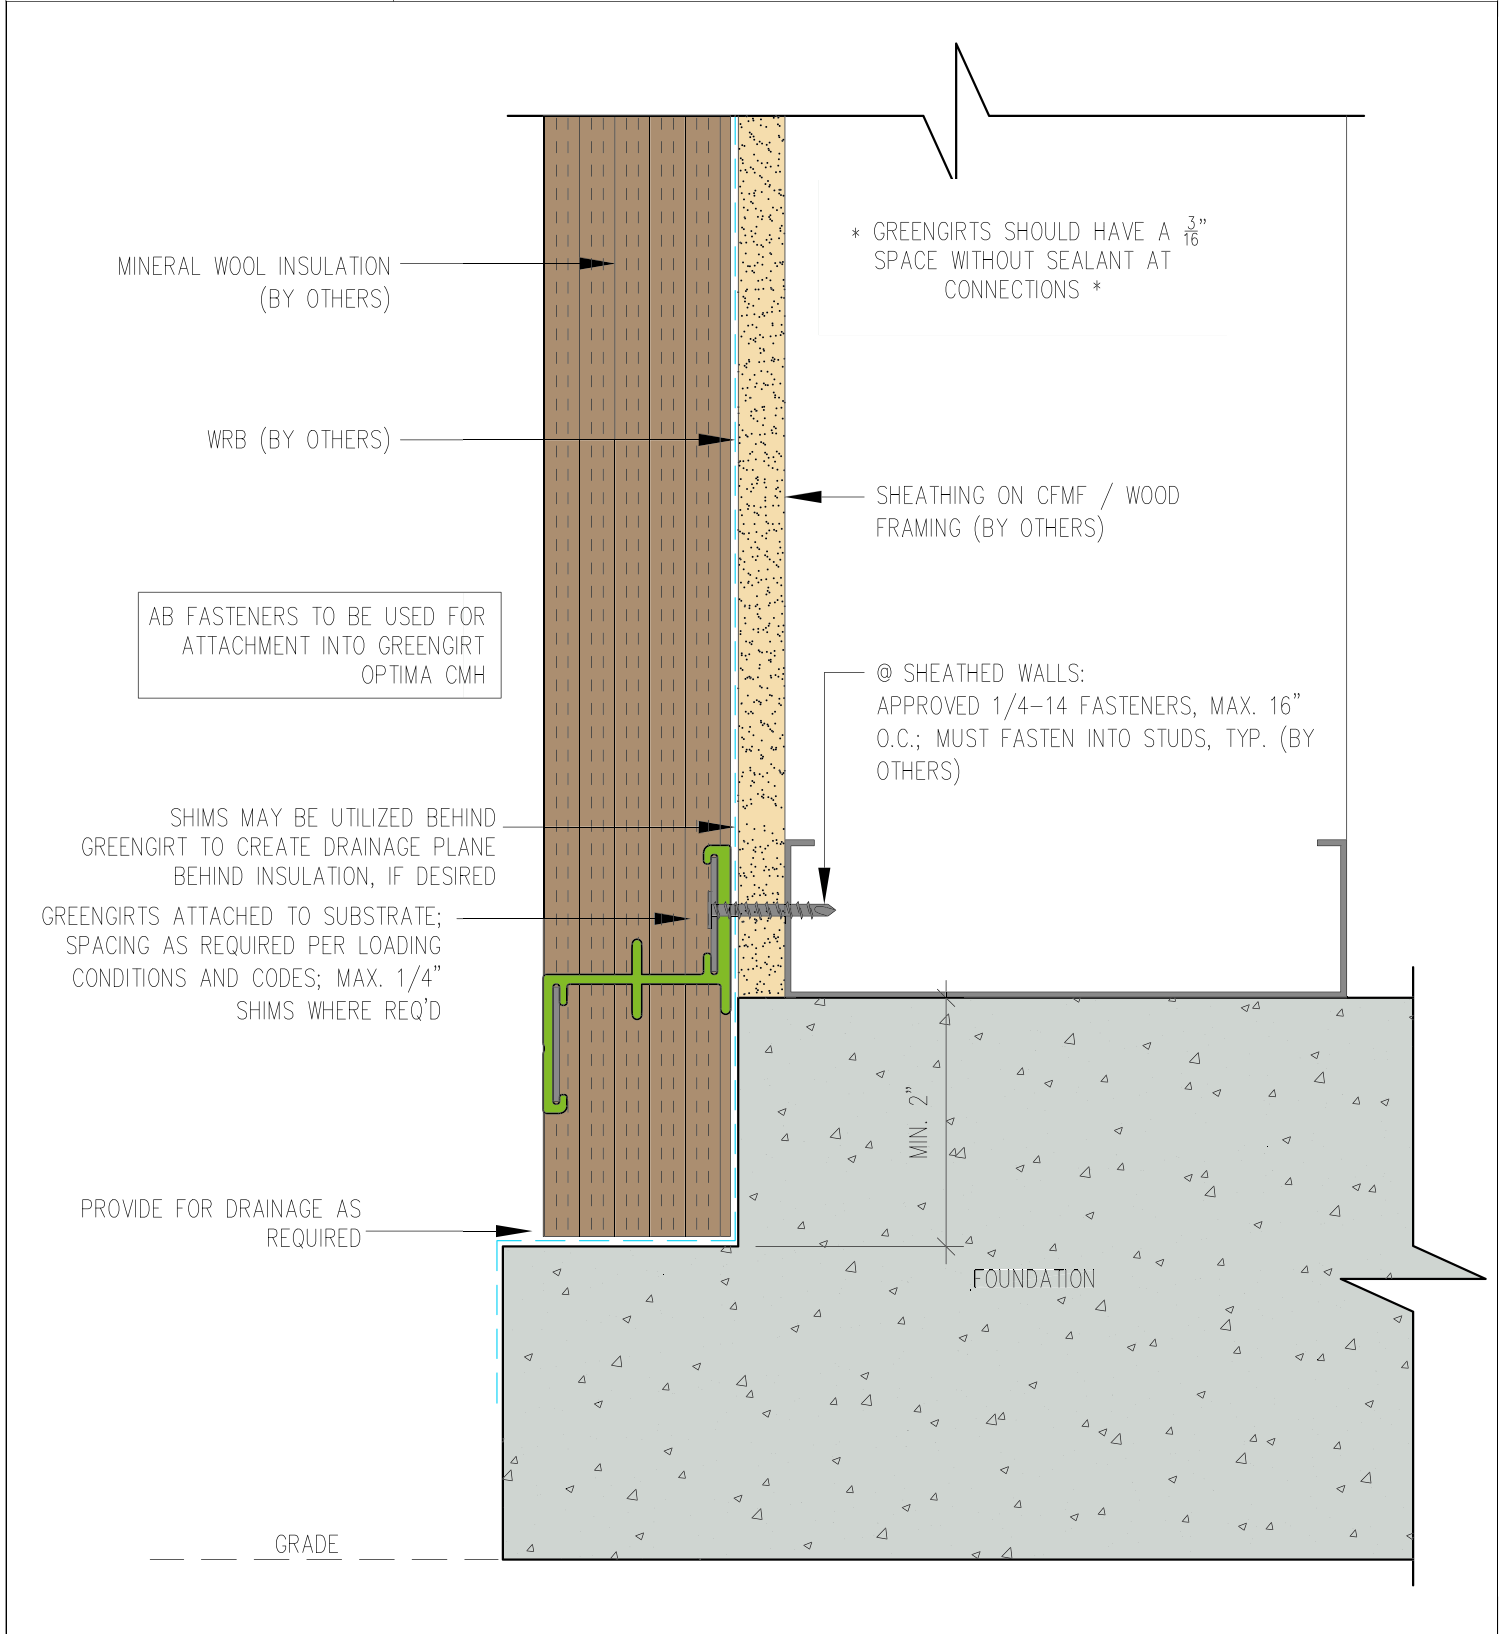 * GREENGIRTS SHOULD HAVE A 3/16"
SPACE WITHOUT SEALANT AT
CONNECTIONS *
MINERAL WOOL INSULATION
(BY OTHERS)
WRB (BY OTHERS)
SHEATHING ON CFMF / WOOD
FRAMING (BY OTHERS)
AB FASTENERS TO BE USED FOR
ATTACHMENT INTO GREENGIRT
OPTIMA CMH
@ SHEATHED WALLS:
APPROVED 1/4-14 FASTENERS, MAX. 16"
O.C.; MUST FASTEN INTO STUDS, TYP. (BY
OTHERS)
SHIMS MAY BE UTILIZED BEHIND
GREENGIRT TO CREATE DRAINAGE PLANE
BEHIND INSULATION, IF DESIRED
GREENGIRTS ATTACHED TO SUBSTRATE;
SPACING AS REQUIRED PER LOADING
CONDITIONS AND CODES; MAX. 1/4"
SHIMS WHERE REQ'D
MIN. 2"
PROVIDE FOR DRAINAGE AS
REQUIRED
FOUNDATION
GRADE